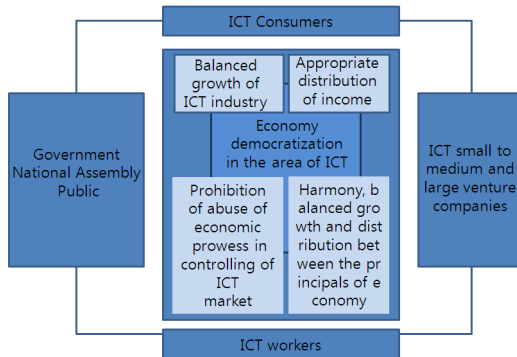 ICT Consumers
Balanced
growth of
ICT industry
Appropriate
distribution
of income
Economy
democratization
in the area of ICT
Government
National Assembly
Public
ICT small to
medium and
large venture
companies
Prohibition
of abuse of
economic
prowess in
controlling of
ICT
market
Harmony, b
alanced gro
wth and dist
ribution bet
ween the pr
incipals of e
conomy
ICT workers